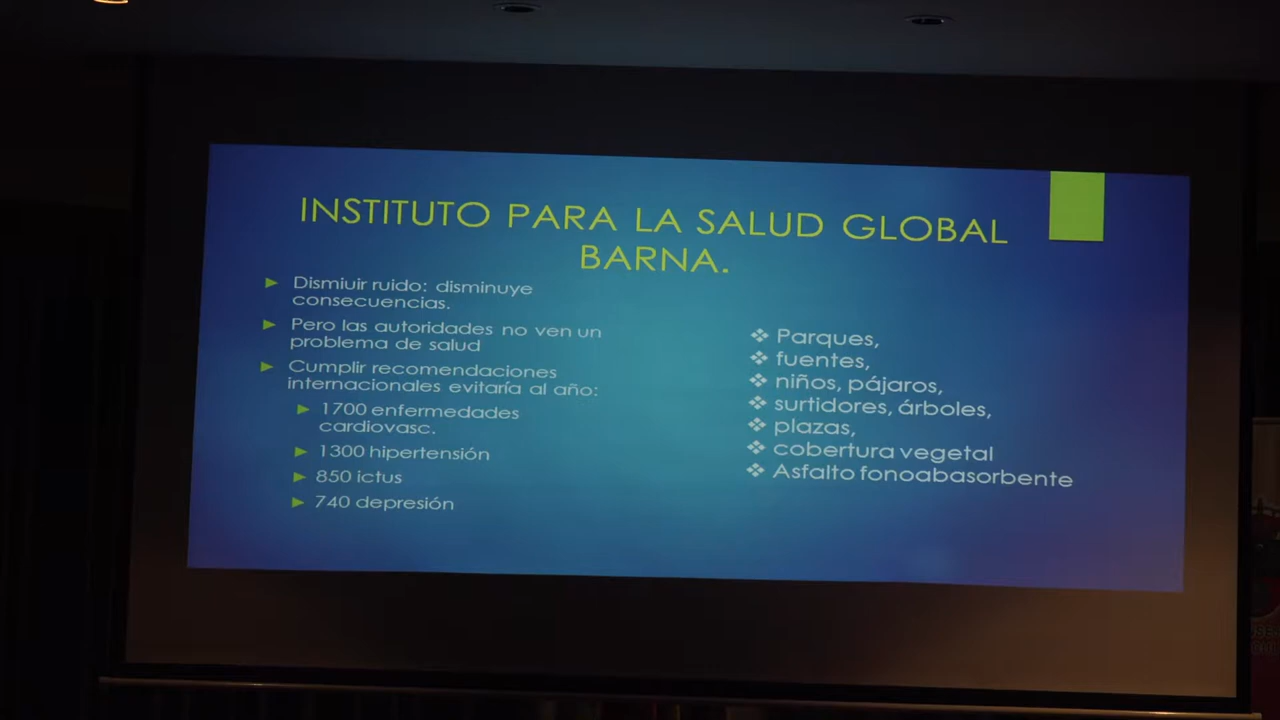 INSTITUTO PARA LA SALUD GLOBAL
BARNA.
Dismiuir ruido: disminuye
consecuencias.
Pero las autoridades no ven un
problema de salud
Cumplir recomendaciones
internacionales evitaría al año:
1700 enfermedades
cardiovasc.
1300 hipertensión
850 ictus
740 depresión
Parques,
fuentes,
niños, pájaros,
surtidores, árboles,
plazas,
cobertura vegetal
Asfalto fonoabasorbente